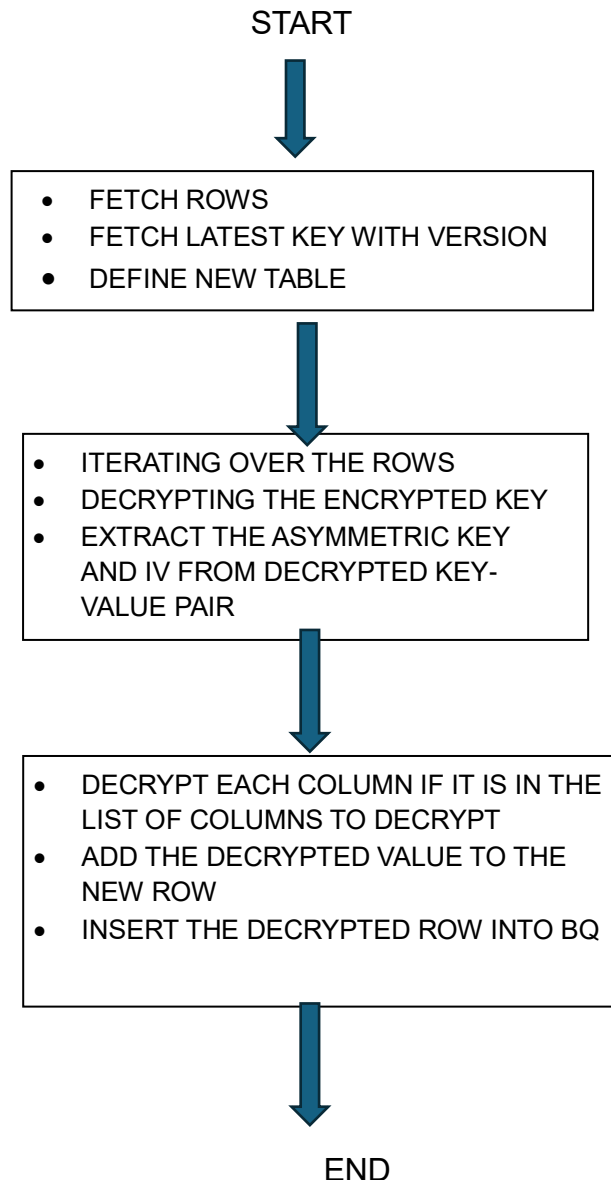 START
• FETCH ROWS
• FETCH LATEST KEY WITH VERSION
• DEFINE NEW TABLE
• ITERATING OVER THE ROWS
• DECRYPTING THE ENCRYPTED KEY
• EXTRACT THE ASYMMETRIC KEY
AND IV FROM DECRYPTED KEY-
VALUE PAIR
• DECRYPT EACH COLUMN IF IT IS IN THE
LIST OF COLUMNS TO DECRYPT
• ADD THE DECRYPTED VALUE TO THE
NEW ROW
• INSERT THE DECRYPTED ROW INTO BQ
END